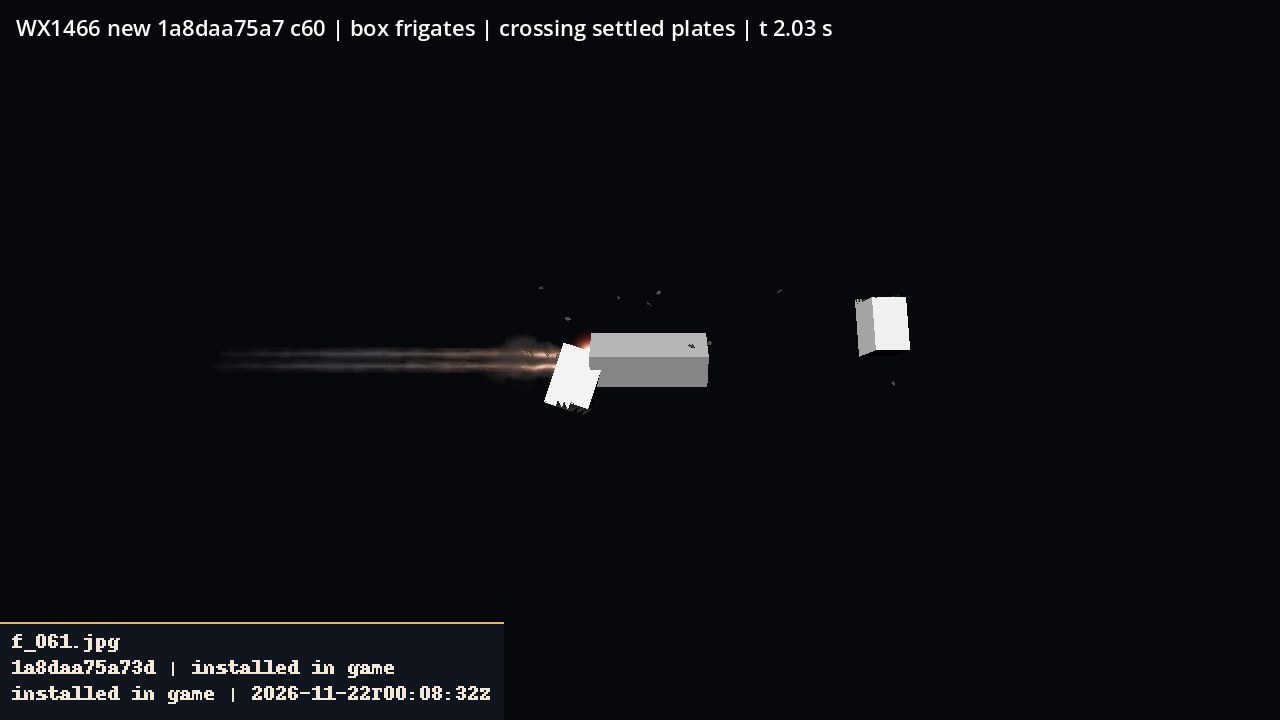 WX1466 new 1a8daa75a7 c60 | box frigates | crossing settled plates | t 2.03 s
f_061.jpg
1a8daa75a73d | installed in game
installed in game | 2026-11-22T00:08:32Z